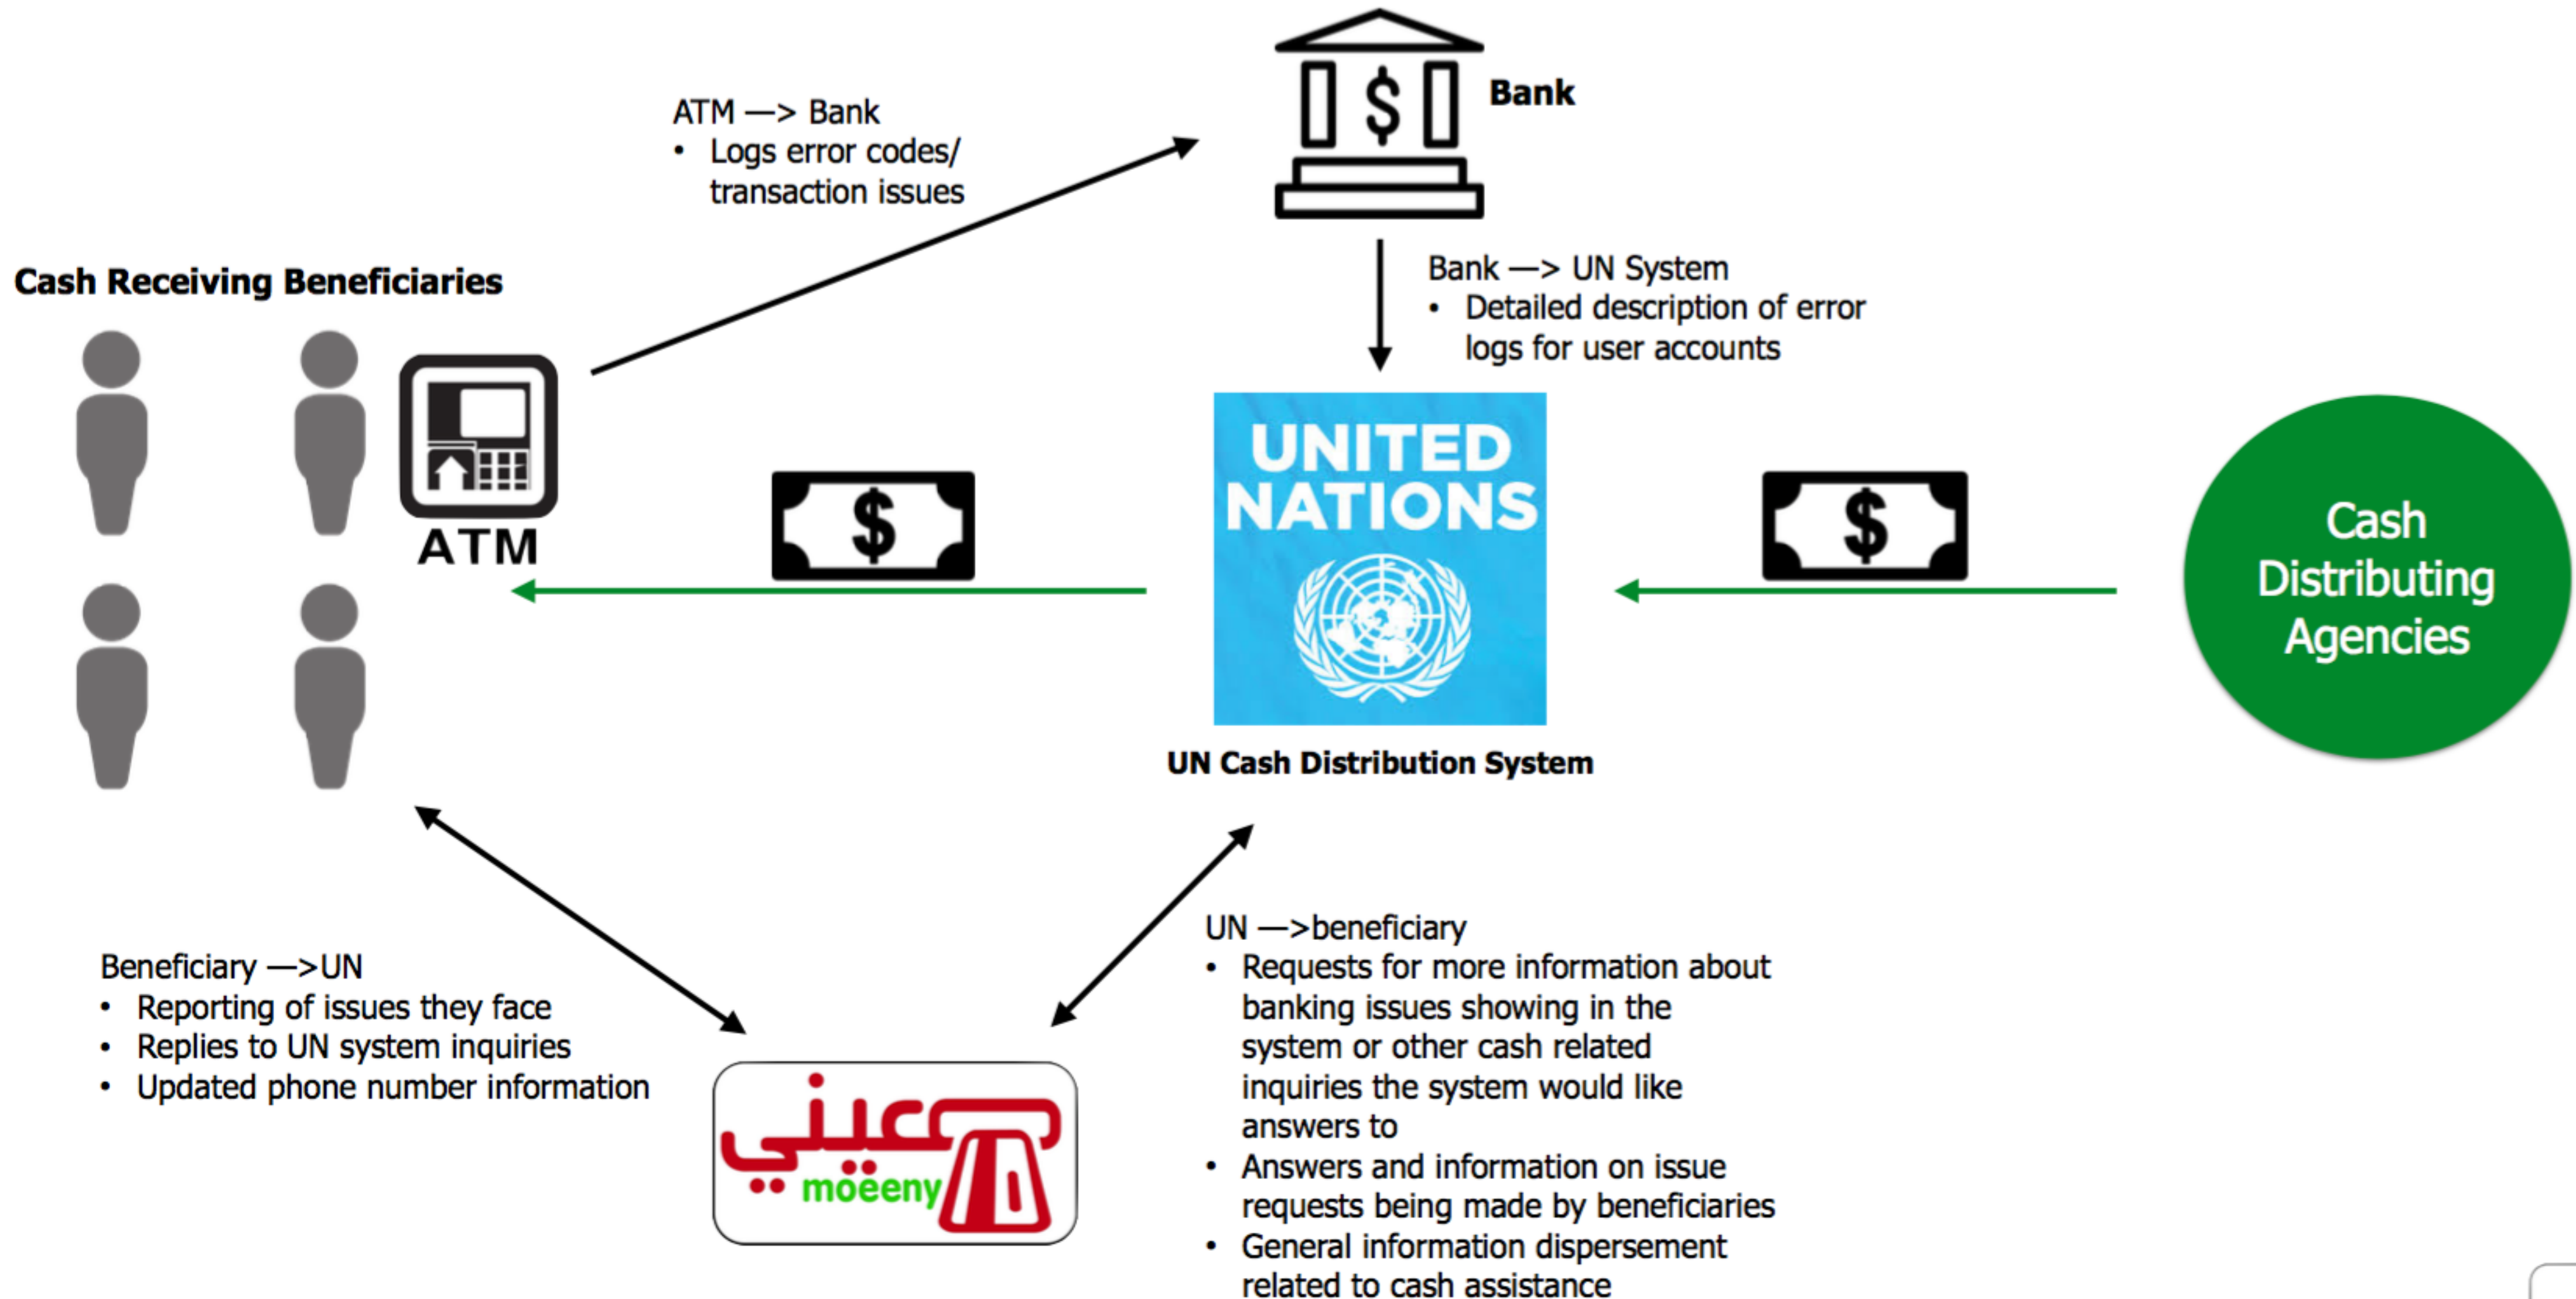 Bank
ATM —> Bank
• Logs error codes/
transaction issues
Cash Receiving Beneficiaries
Bank —> UN System
• Detailed description of error
logs for user accounts
ATM
$
UNITED
NATIONS
$
Cash
Distributing
Agencies
UN Cash Distribution System
Beneficiary —>UN
• Reporting of issues they face
• Replies to UN system inquiries
• Updated phone number information
UN —>beneficiary
• Requests for more information about
banking issues showing in the
system or other cash related
inquiries the system would like
answers to
• Answers and information on issue
requests being made by beneficiaries
• General information dispersement
related to cash assistance
معيني
moeeny
$